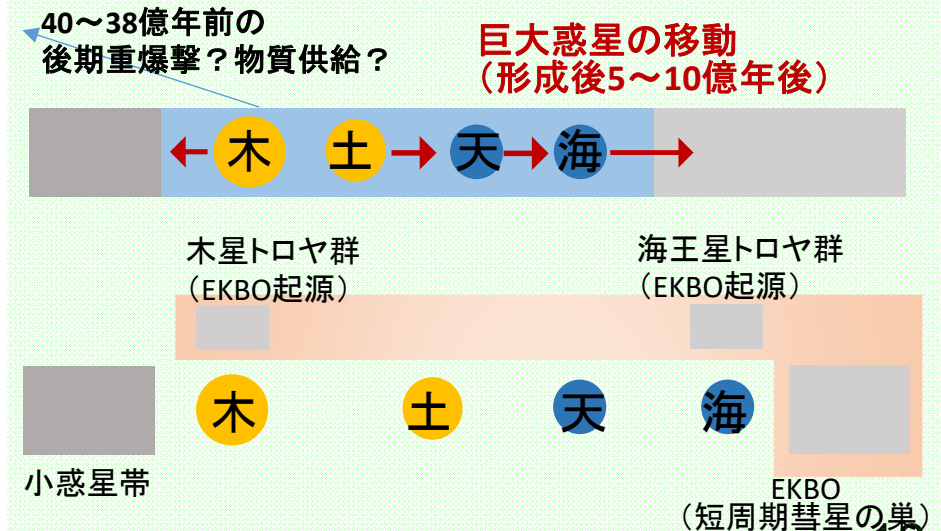 40～38億年前の
後期重爆撃？物質供給？
巨大惑星の移動
（形成後5～10億年後）
木 土 天 海
木星トロヤ群
（EKBO起源）
海王星トロヤ群
（EKBO起源）
木 土 天 海
小惑星帯
EKBO
（短周期彗星の巣）